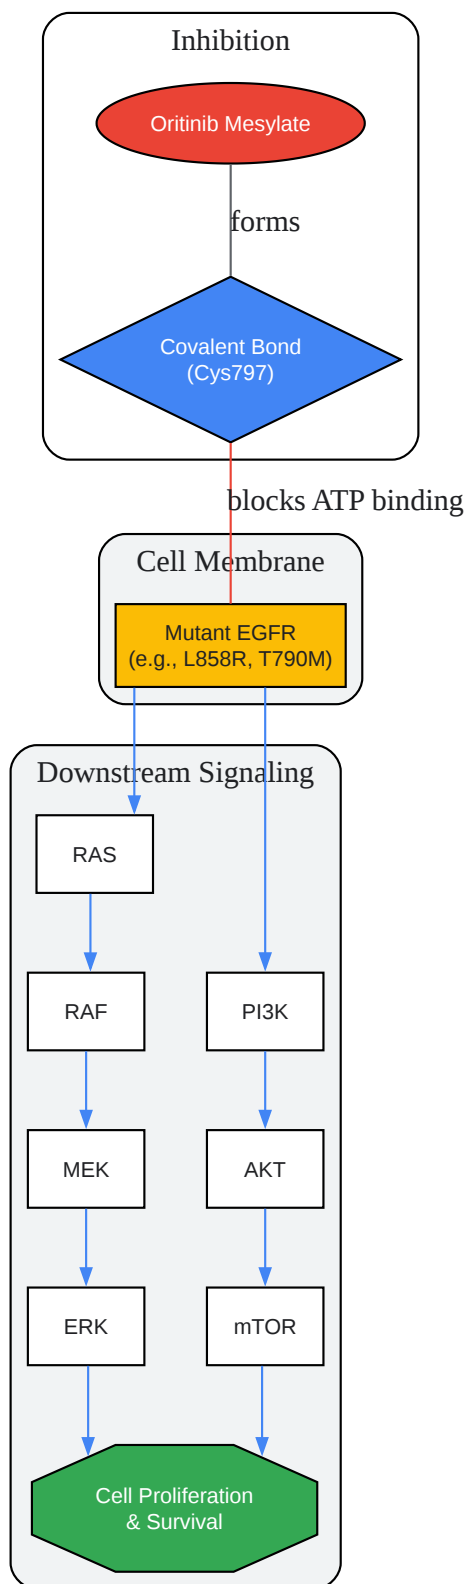 Inhibition
Oritinib Mesylate
forms
Covalent Bond
(Cys797)
blocks ATP binding
Cell Membrane
Mutant EGFR
(e.g., L858R, T790M)
Downstream Signaling
RAS
RAF
PI3K
MEK
AKT
ERK
mTOR
Cell Proliferation
& Survival